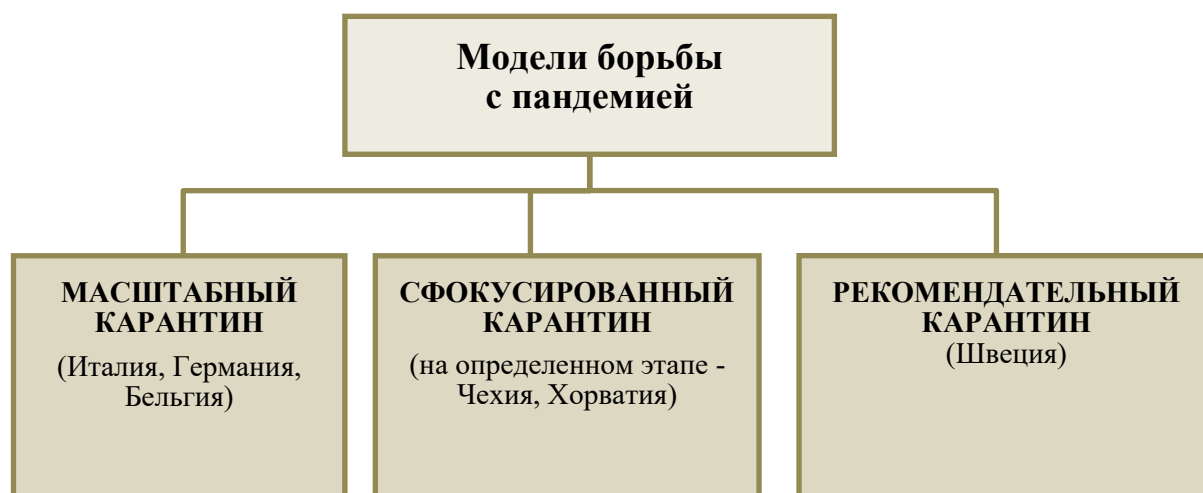 Модели борьбы
с пандемией
МАСШТАБНЫЙ
КАРАНТИН
(Италия, Германия,
Бельгия)
СФОКУСИРОВАННЫЙ
КАРАНТИН
(на определенном этапе -
Чехия, Хорватия)
РЕКОМЕНДАТЕЛЬНЫЙ
КАРАНТИН
(Швеция)